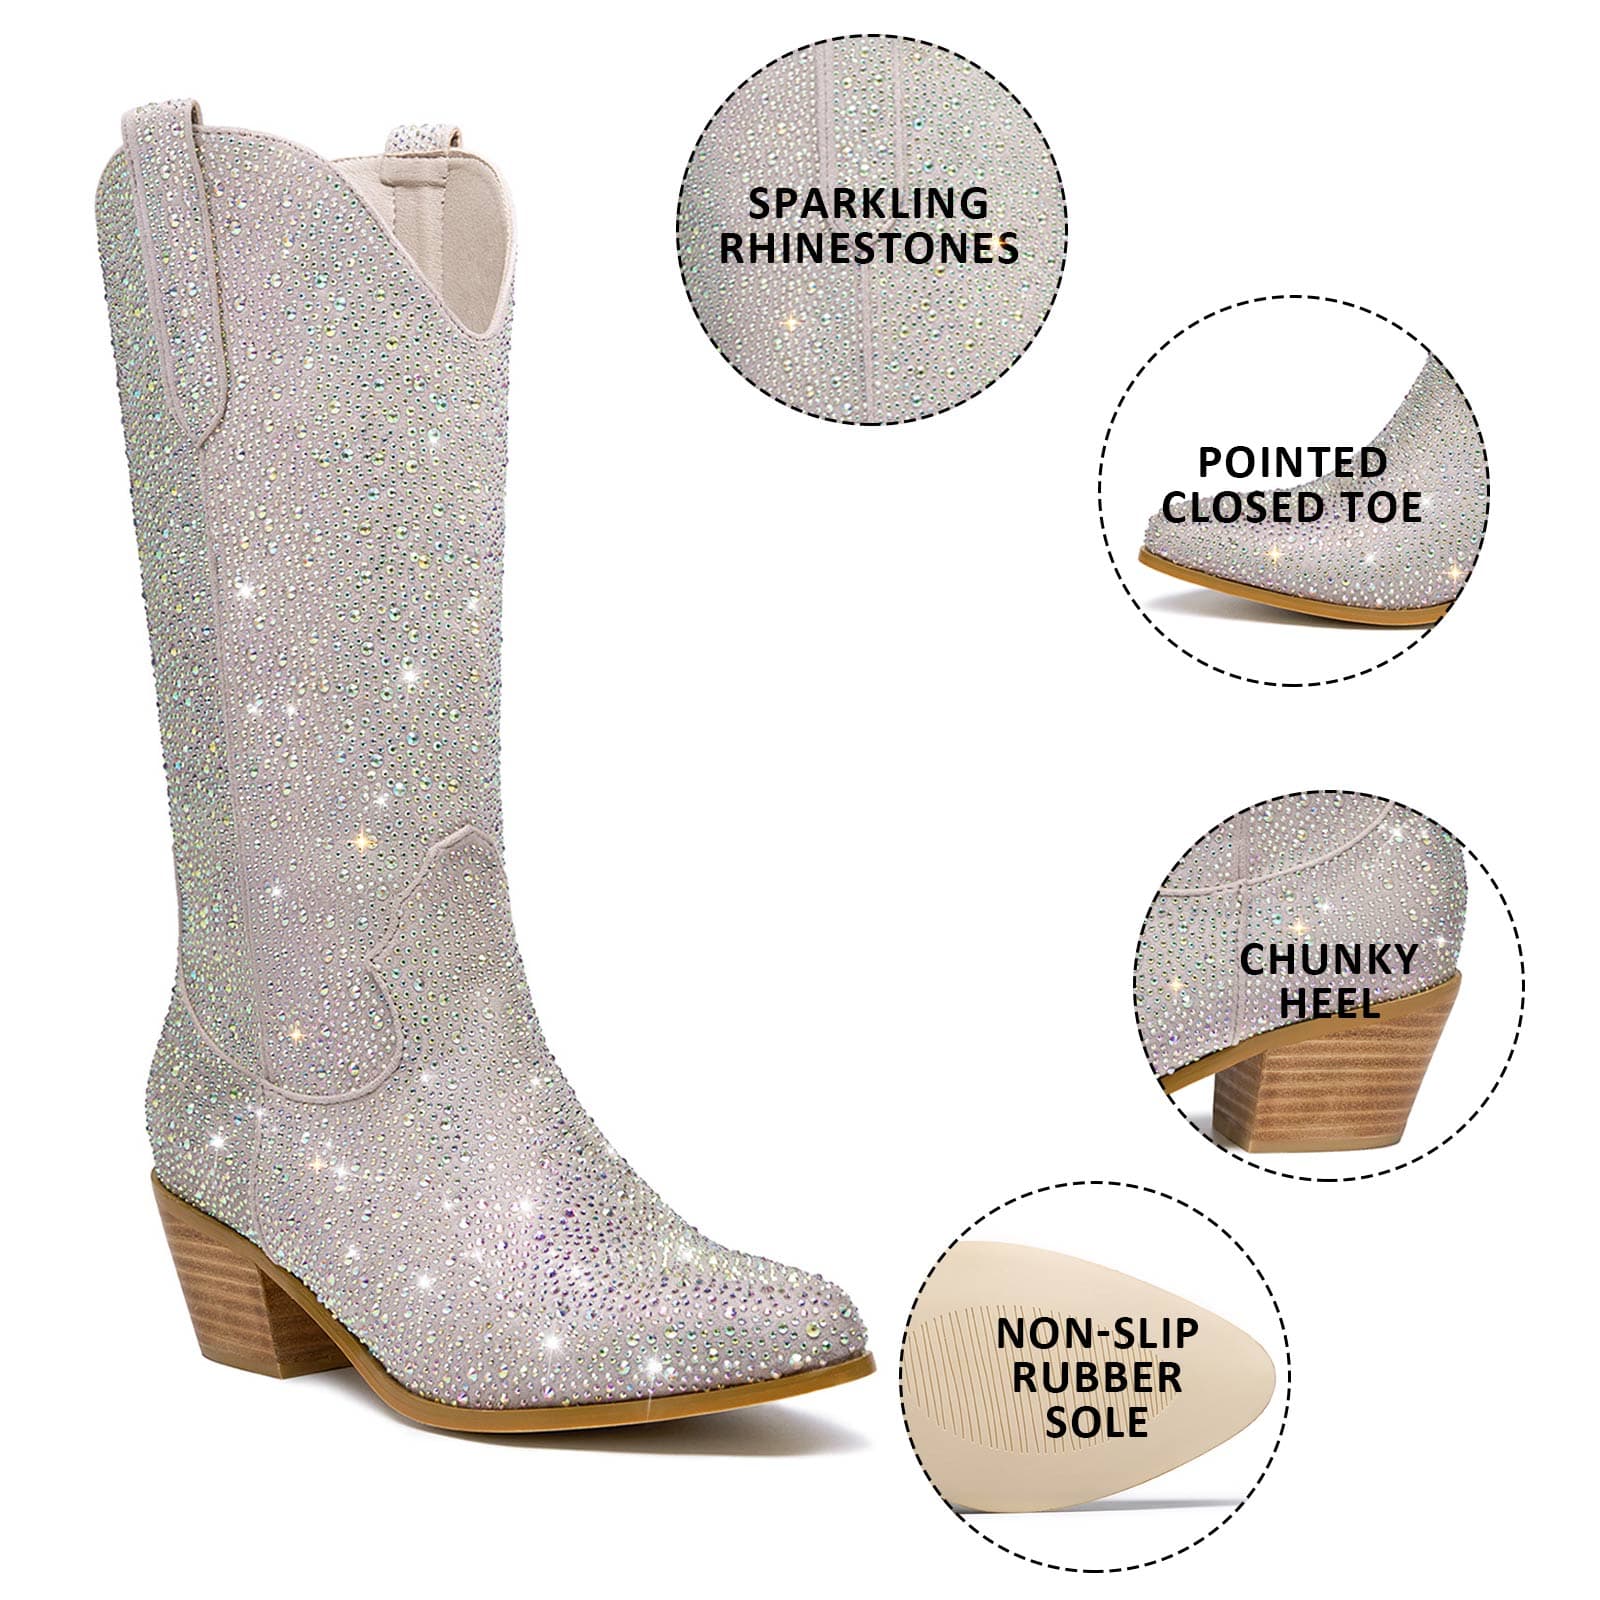 SPARKLING
RHINESTONES
POINTED
CLOSED TOE
CHUNKY
HEEL
NON-SLIP
RUBBER
SOLE